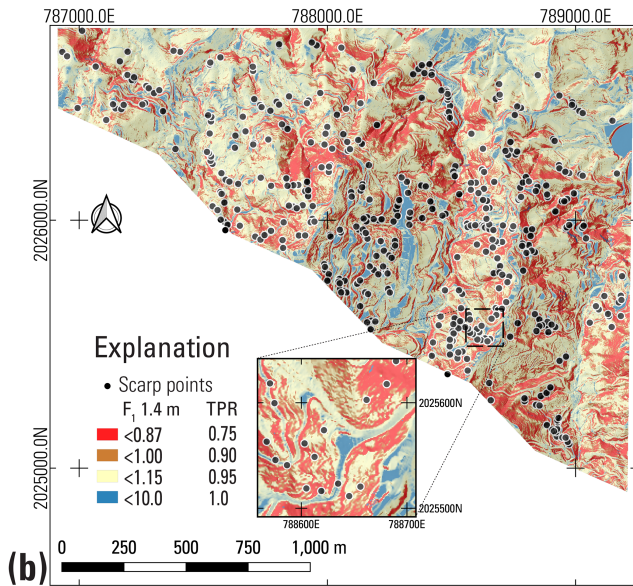 787000.0E 788000.0E 789000.0E
2026000.0N
2025000.0N
Explanation
Scarp points
F1 1.4 m TPR
<0.87 0.75
<1.00 0.90
<1.15 0.95
<10.0 1.0
2025600N
2025500N
788600E 788700E
(b)
0 250 500 750 1,000 m